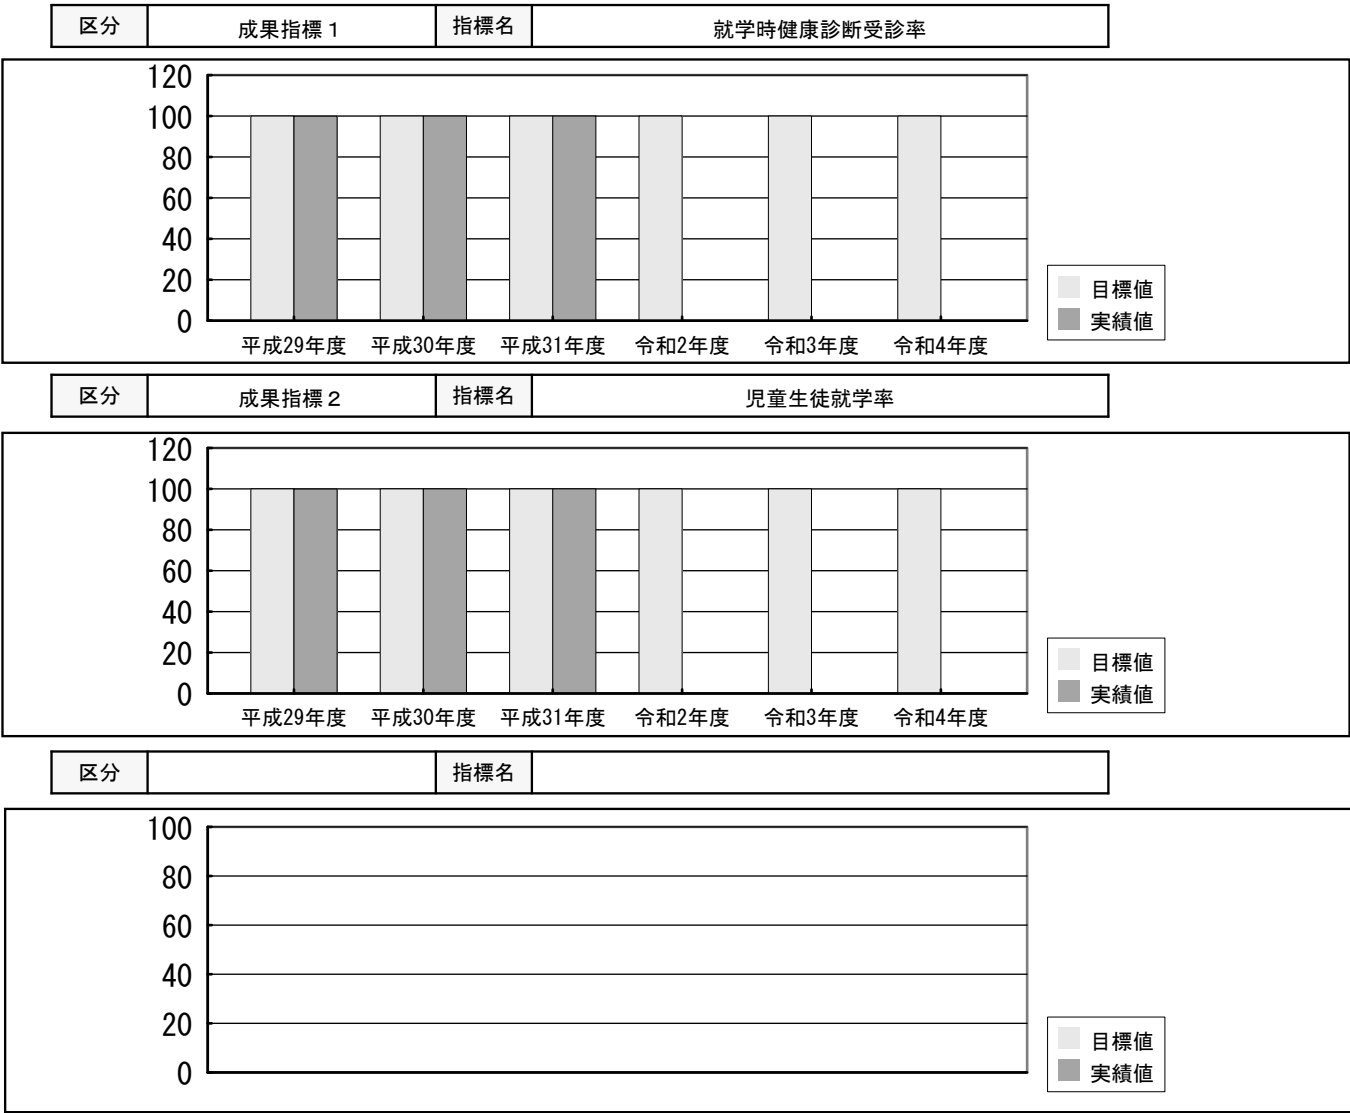 区分 成果指標１ 指標名 就学時健康診断受診率
120
100
80
60
40
20
0
平成29年度 平成30年度 平成31年度 令和2年度 令和3年度 令和4年度
目標値
実績値
区分 成果指標２ 指標名 児童生徒就学率
120
100
80
60
40
20
0
平成29年度 平成30年度 平成31年度 令和2年度 令和3年度 令和4年度
目標値
実績値
区分 指標名
100
80
60
40
20
0
目標値
実績値